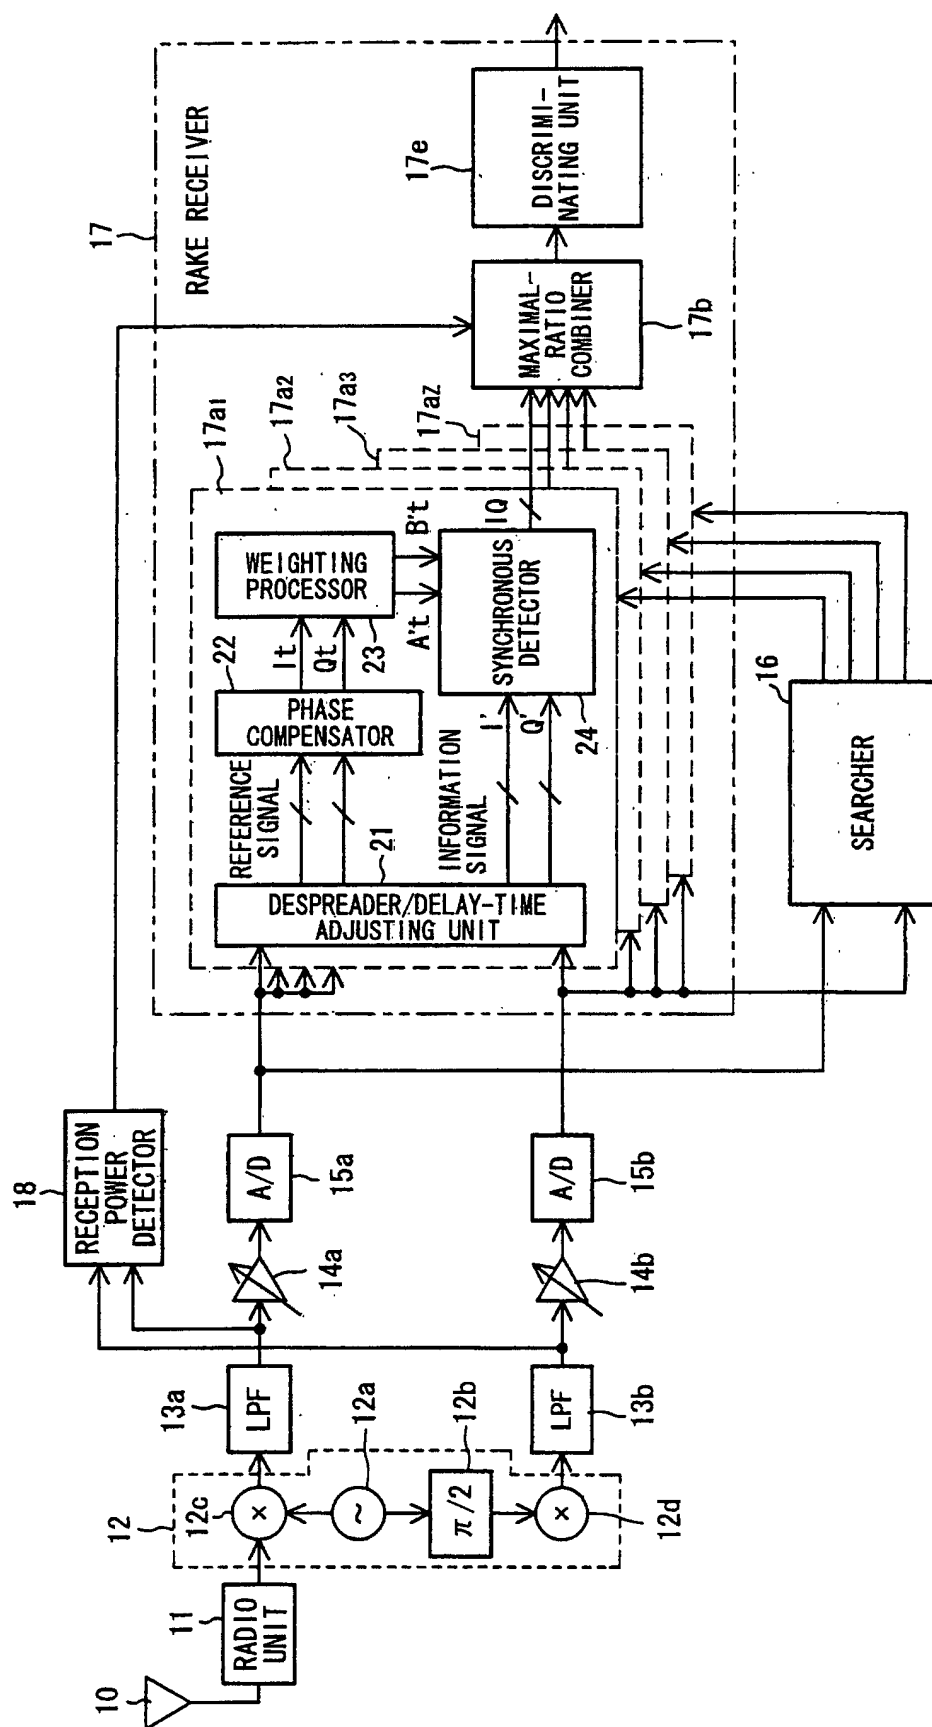 10
11
RADIO
UNIT
12
12c
×
12a
~
12b
π/2
12d
×
13a
LPF
13b
LPF
18
RECEPTION
POWER
DETECTOR
14a
14b
15a
A/D
15b
A/D
17
RAKE RECEIVER
17a1
17a2
17a3
17aZ
21
DESPREADER/DELAY-TIME
ADJUSTING UNIT
REFERENCE
SIGNAL
INFORMATION
SIGNAL
22
PHASE
COMPENSATOR
It
Qt
I'
Q'
WEIGHTING
PROCESSOR
23
A't
B't
SYNCHRONOUS
DETECTOR
24
IQ
16
SEARCHER
MAXIMAL-
RATIO
COMBINER
17b
17e
DISCRIMI-
NATING UNIT